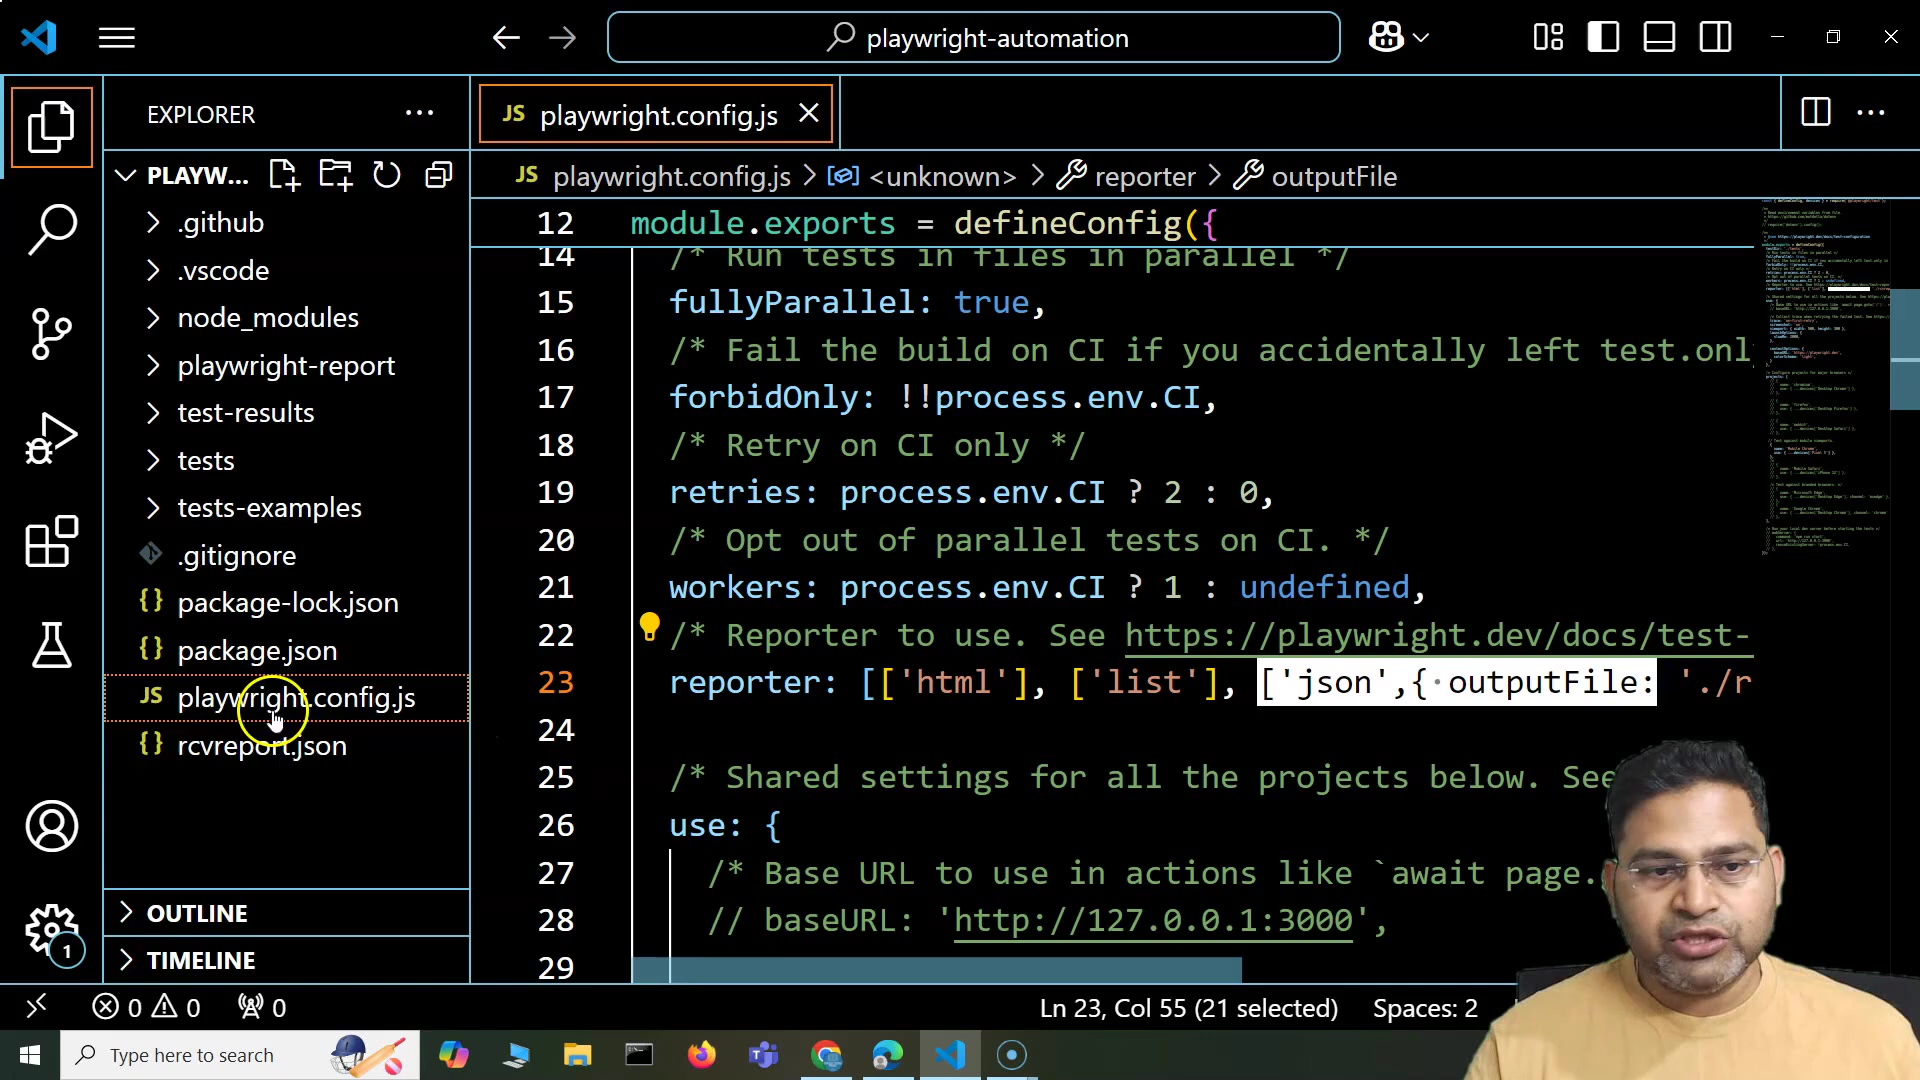 playwright-automation
EXPLORER
PLAYW...
.github
.vscode
node_modules
playwright-report
test-results
tests
tests-examples
.gitignore
{} package-lock.json
{} package.json
JS playwright.config.js
{} rcvreport.json
OUTLINE
TIMELINE
1
JS playwright.config.js
JS playwright.config.js > <unknown> > reporter > outputFile
12 module.exports = defineConfig({
14 /* Run tests in files in parallel */
15 fullyParallel: true,
16 /* Fail the build on CI if you accidentally left test.onl
17 forbidOnly: !!process.env.CI,
18 /* Retry on CI only */
19 retries: process.env.CI ? 2 : 0,
20 /* Opt out of parallel tests on CI. */
21 workers: process.env.CI ? 1 : undefined,
22 /* Reporter to use. See https://playwright.dev/docs/test-
23 reporter: [['html'], ['list'], ['json',{ outputFile: './r
24
25 /* Shared settings for all the projects below. See
26 use: {
27 /* Base URL to use in actions like `await page.
28 // baseURL: 'http://127.0.0.1:3000',
29
0 0 0
Ln 23, Col 55 (21 selected) Spaces: 2
Type here to search